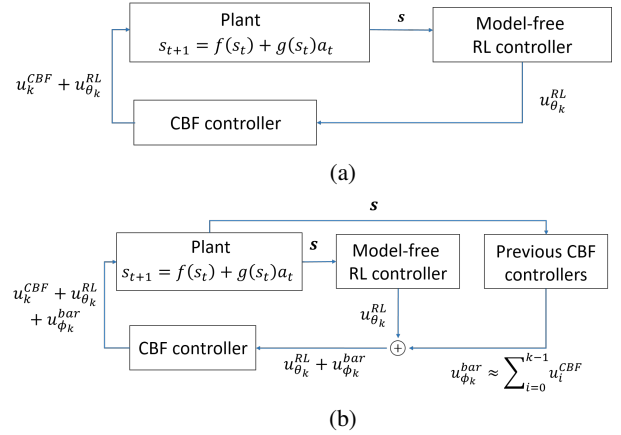 Plant
s_{t+1} = f(s_t) + g(s_t)a_t
s
Model-free
RL controller
u_k^{CBF} + u_{θ_k}^{RL}
u_{θ_k}^{RL}
CBF controller
(a)
s
Plant
s_{t+1} = f(s_t) + g(s_t)a_t
s
Model-free
RL controller
Previous CBF
controllers
u_k^{CBF} + u_{θ_k}^{RL}
+ u_{ϕ_k}^{bar}
u_{θ_k}^{RL}
+
CBF controller
u_{θ_k}^{RL} + u_{ϕ_k}^{bar}
u_{ϕ_k}^{bar} ≈ ∑_{i=0}^{k-1} u_i^{CBF}
(b)